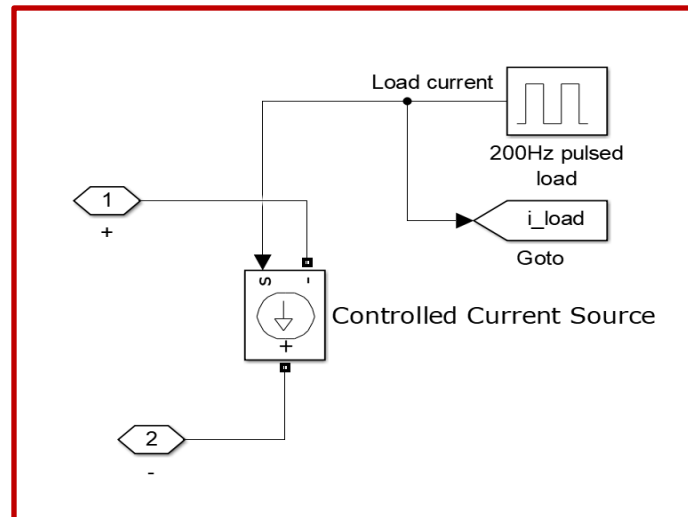 Load current
200Hz pulsed
load
1
+
i_load
Goto
s -
+
Controlled Current Source
2
-